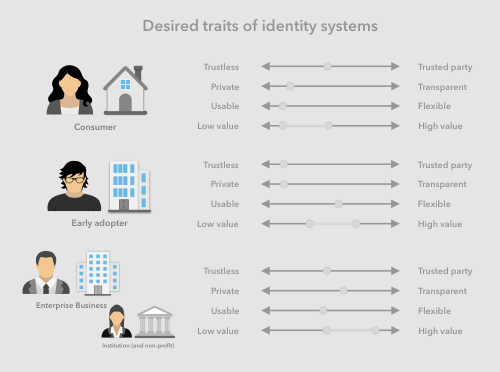 Desired traits of identity systems
Trustless Trusted party
Private Transparent
Usable Flexible
Low value High value
Consumer
Trustless Trusted party
Private Transparent
Usable Flexible
Low value High value
Early adopter
Trustless Trusted party
Private Transparent
Usable Flexible
Low value High value
Enterprise Business
Institution (and non-profit)